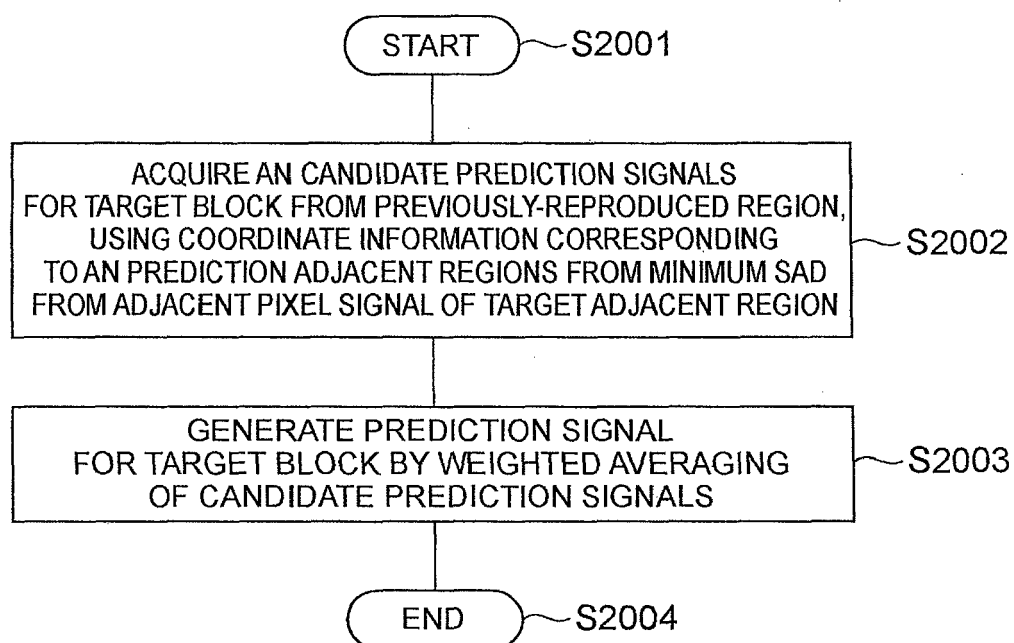 START S2001
ACQUIRE AN CANDIDATE PREDICTION SIGNALS
FOR TARGET BLOCK FROM PREVIOUSLY-REPRODUCED REGION,
USING COORDINATE INFORMATION CORRESPONDING
TO AN PREDICTION ADJACENT REGIONS FROM MINIMUM SAD
FROM ADJACENT PIXEL SIGNAL OF TARGET ADJACENT REGION
S2002
GENERATE PREDICTION SIGNAL
FOR TARGET BLOCK BY WEIGHTED AVERAGING
OF CANDIDATE PREDICTION SIGNALS
S2003
END S2004